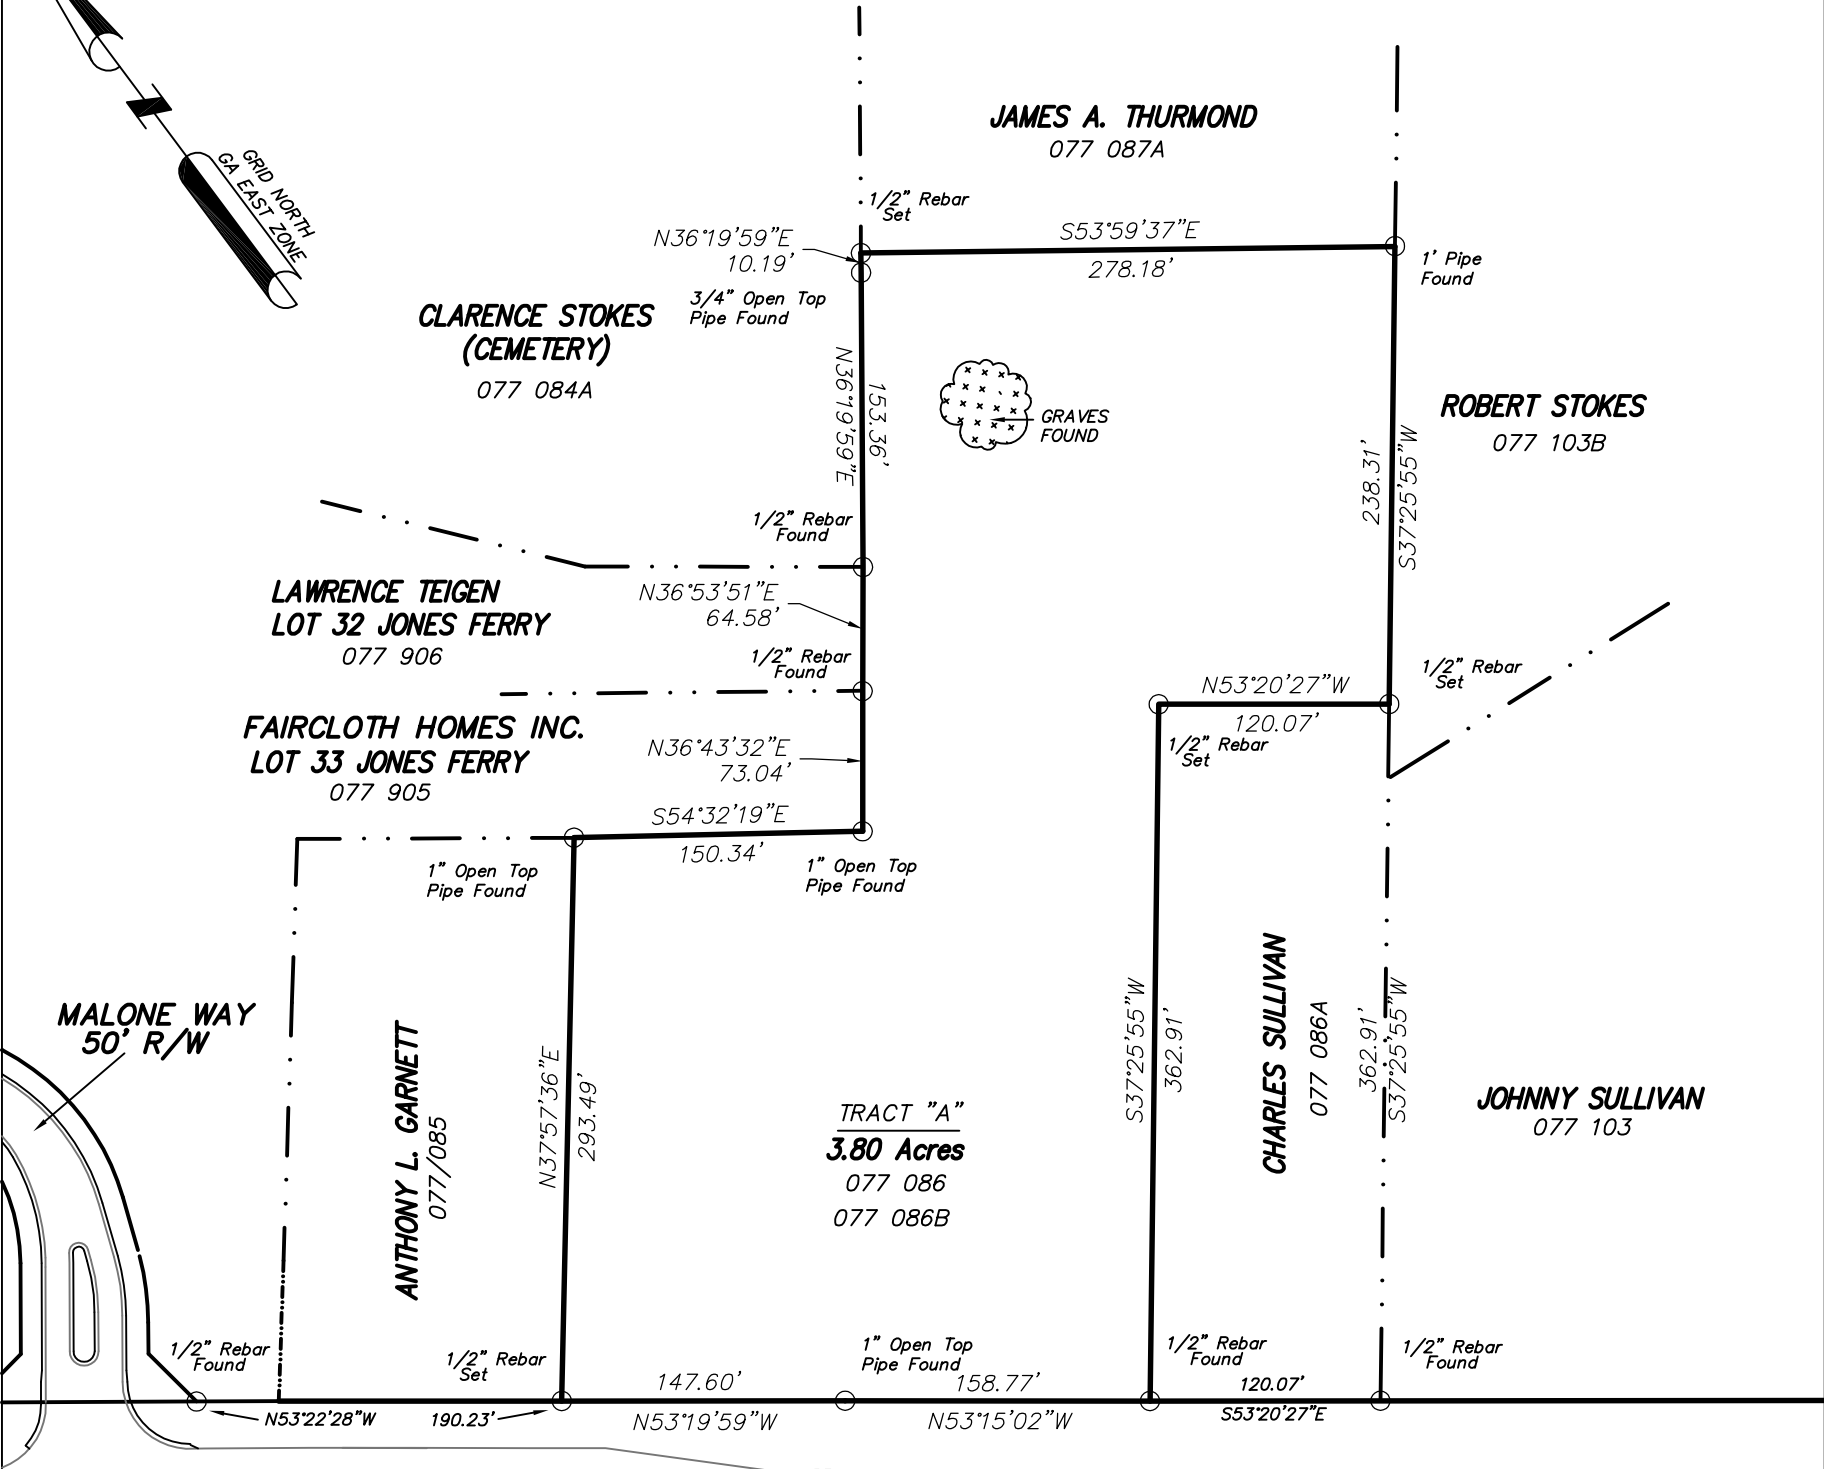 GRID NORTH
GA EAST ZONE
JAMES A. THURMOND
077 087A
1/2" Rebar
Set
N36°19'59"E
10.19'
S53°59'37"E
278.18'
1' Pipe
Found
3/4" Open Top
Pipe Found
CLARENCE STOKES
(CEMETERY)
077 084A
N36°19'59"E
153.36'
GRAVES
FOUND
ROBERT STOKES
077 103B
238.31'
S37°25'55"W
1/2" Rebar
Found
LAWRENCE TEIGEN
LOT 32 JONES FERRY
077 906
N36°53'51"E
64.58'
1/2" Rebar
Found
N53°20'27"W
120.07'
1/2" Rebar
Set
1/2" Rebar
Set
FAIRCLOTH HOMES INC.
LOT 33 JONES FERRY
077 905
N36°43'32"E
73.04'
S54°32'19"E
150.34'
1" Open Top
Pipe Found
1" Open Top
Pipe Found
MALONE WAY
50' R/W
ANTHONY L. GARNETT
077/085
N37°57'36"E
293.49'
TRACT "A"
3.80 Acres
077 086
077 086B
S37°25'55"W
362.91'
CHARLES SULLIVAN
077 086A
362.91'
S37°25'55"W
JOHNNY SULLIVAN
077 103
1/2" Rebar
Found
1/2" Rebar
Set
1" Open Top
Pipe Found
1/2" Rebar
Found
1/2" Rebar
Found
147.60'
158.77'
120.07'
N53°22'28"W
190.23'
N53°19'59"W
N53°15'02"W
S53°20'27"E